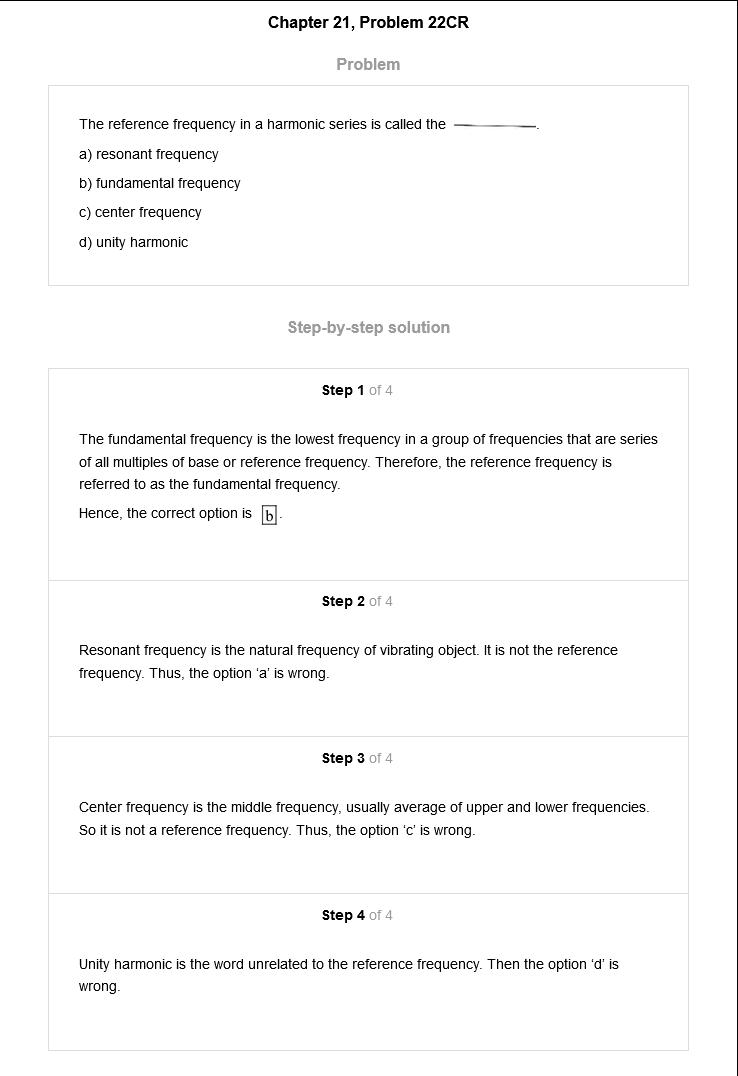 Chapter 21, Problem 22CR
Problem
The reference frequency in a harmonic series is called the ________.
a) resonant frequency
b) fundamental frequency
c) center frequency
d) unity harmonic
Step-by-step solution
Step 1 of 4
The fundamental frequency is the lowest frequency in a group of frequencies that are series
of all multiples of base or reference frequency. Therefore, the reference frequency is
referred to as the fundamental frequency.
Hence, the correct option is b.
Step 2 of 4
Resonant frequency is the natural frequency of vibrating object. It is not the reference
frequency. Thus, the option ‘a’ is wrong.
Step 3 of 4
Center frequency is the middle frequency, usually average of upper and lower frequencies.
So it is not a reference frequency. Thus, the option ‘c’ is wrong.
Step 4 of 4
Unity harmonic is the word unrelated to the reference frequency. Then the option ‘d’ is
wrong.